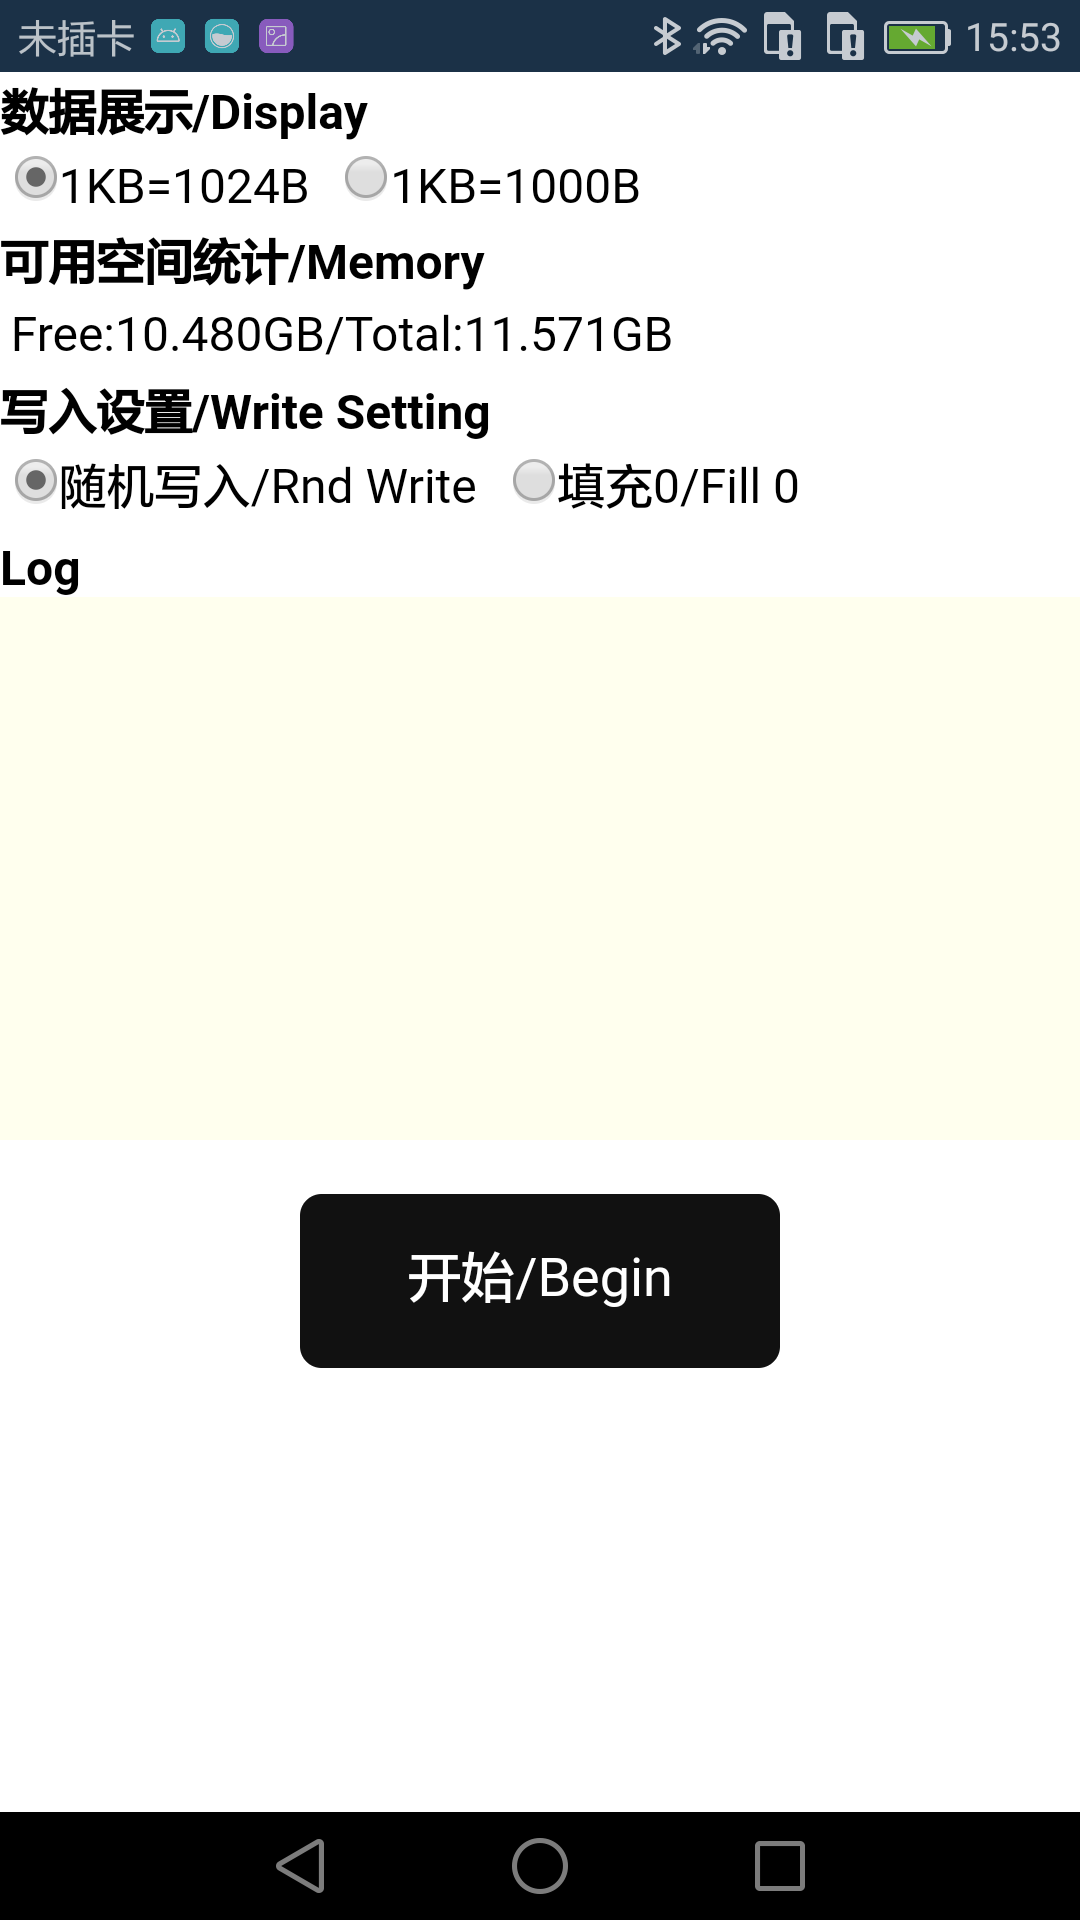 未插卡 15:53
数据展示/Display
1KB=1024B 1KB=1000B
可用空间统计/Memory
Free:10.480GB/Total:11.571GB
写入设置/Write Setting
随机写入/Rnd Write 填充0/Fill 0
Log
开始/Begin